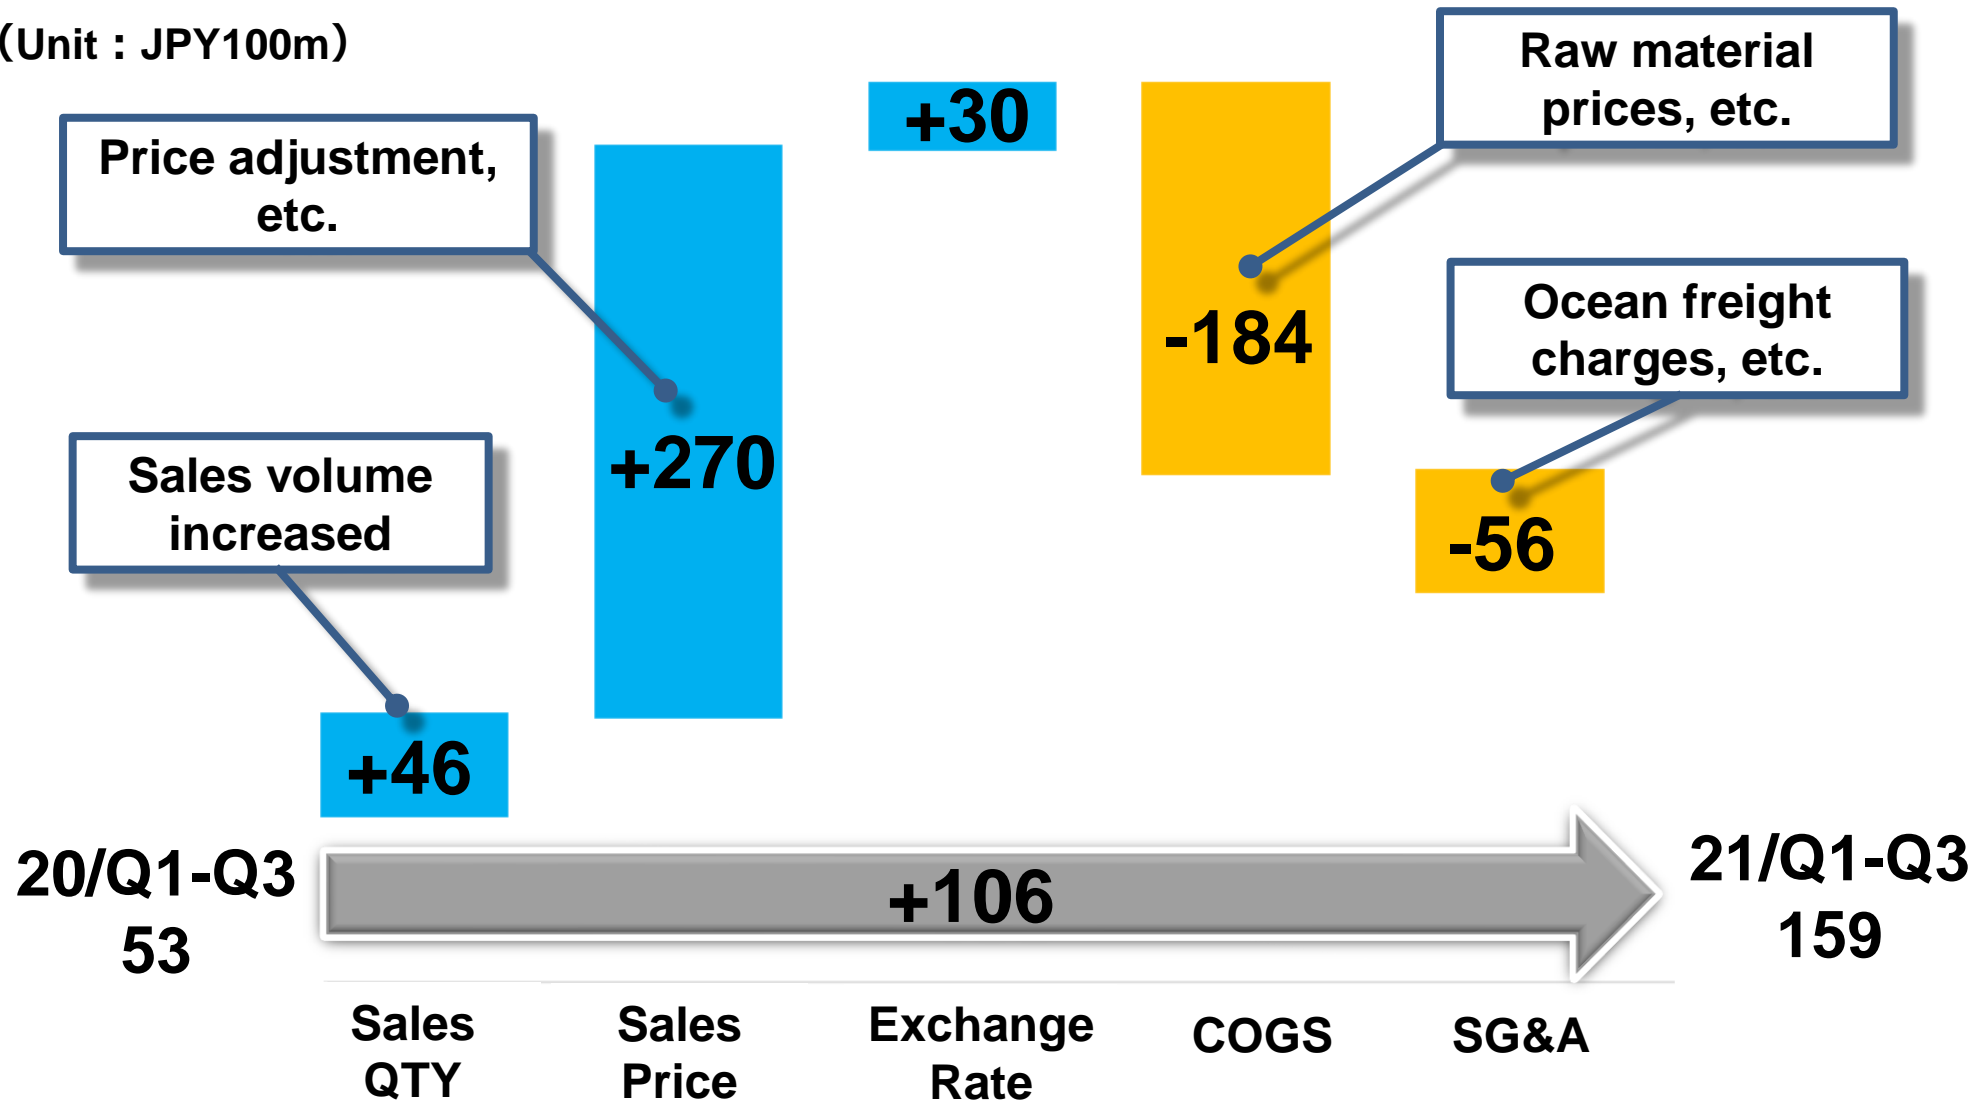 （Unit：JPY100m）
Raw material
prices, etc.
+30
Price adjustment,
etc.
Ocean freight
charges, etc.
-184
+270
Sales volume
increased
-56
+46
20/Q1-Q3
53
+106
21/Q1-Q3
159
Sales
QTY
Sales
Price
Exchange
Rate
COGS
SG&A